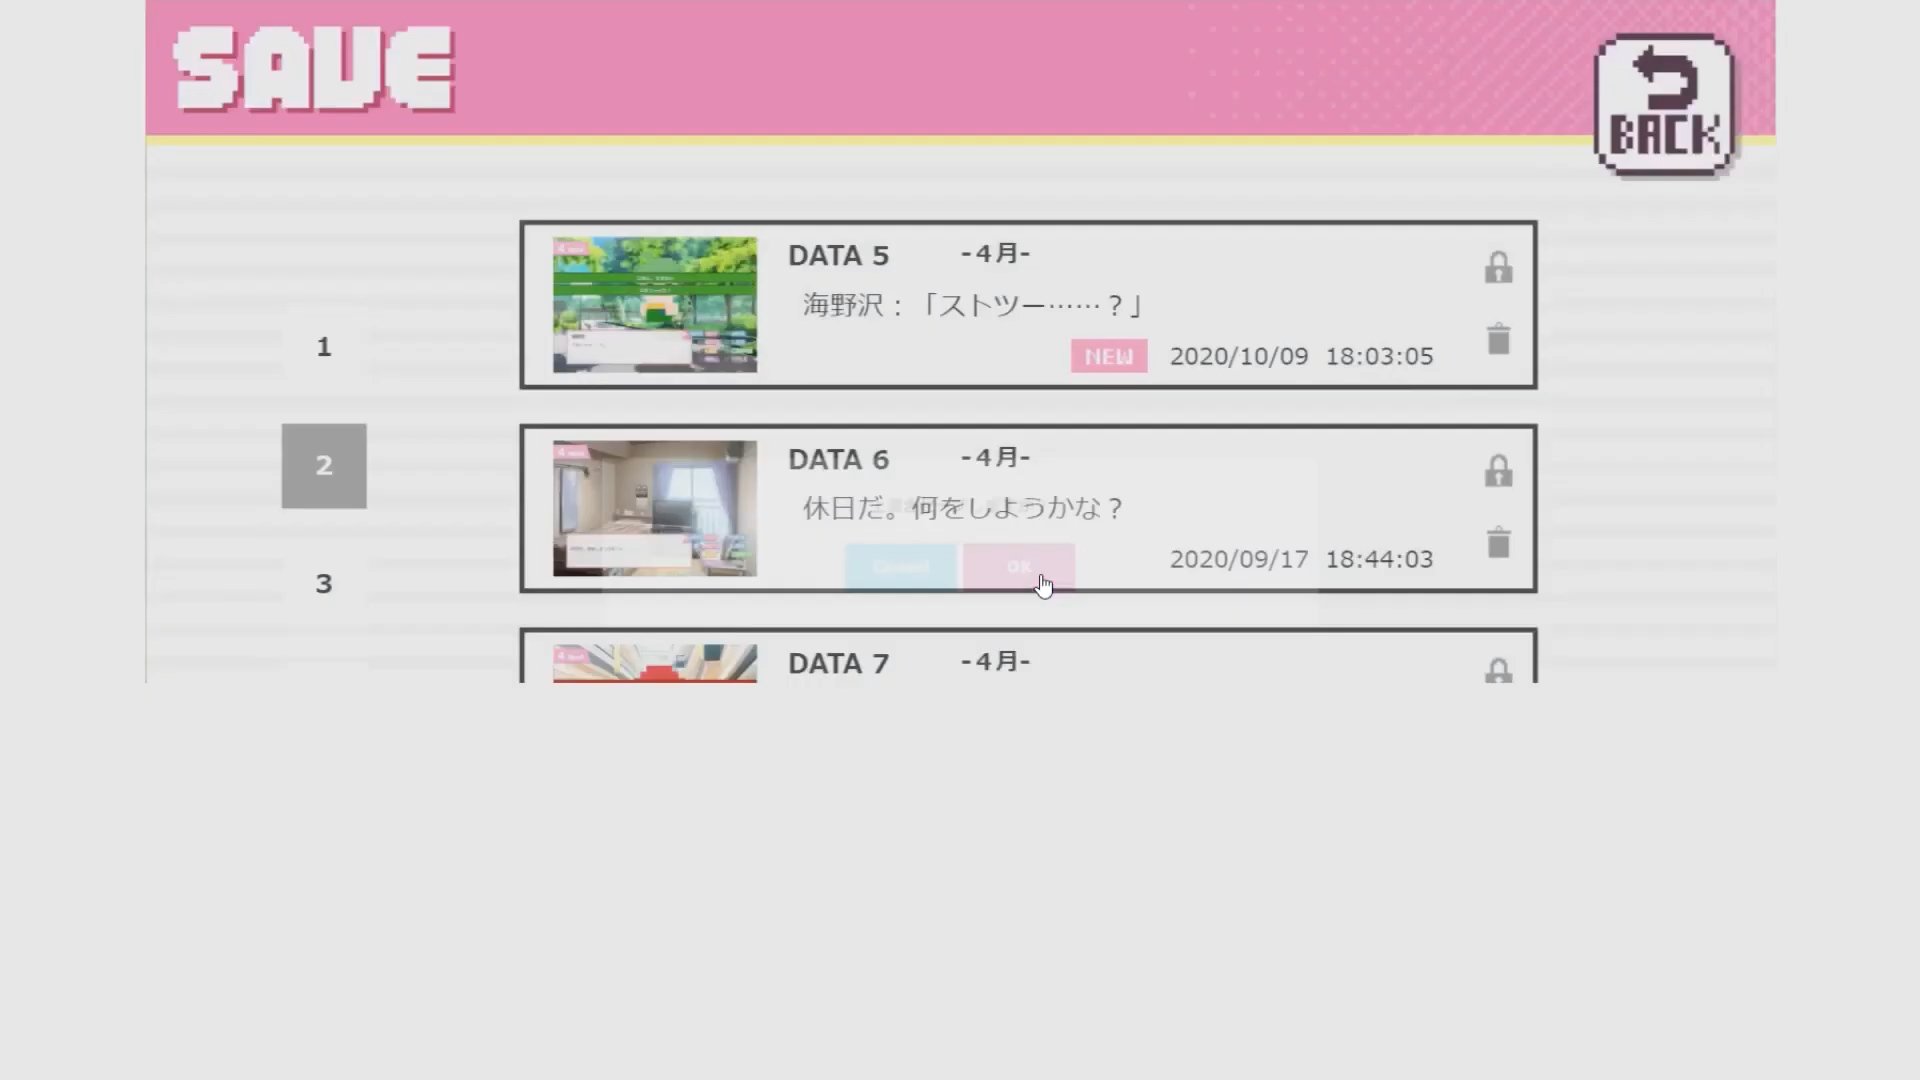 SAVE
BACK
1
2
3
DATA 5 -4月-
海野沢：「ストツー……？」
NEW 2020/10/09 18:03:05
DATA 6 -4月-
休日だ。何をしようかな？
Cancel OK
2020/09/17 18:44:03
DATA 7 -4月-